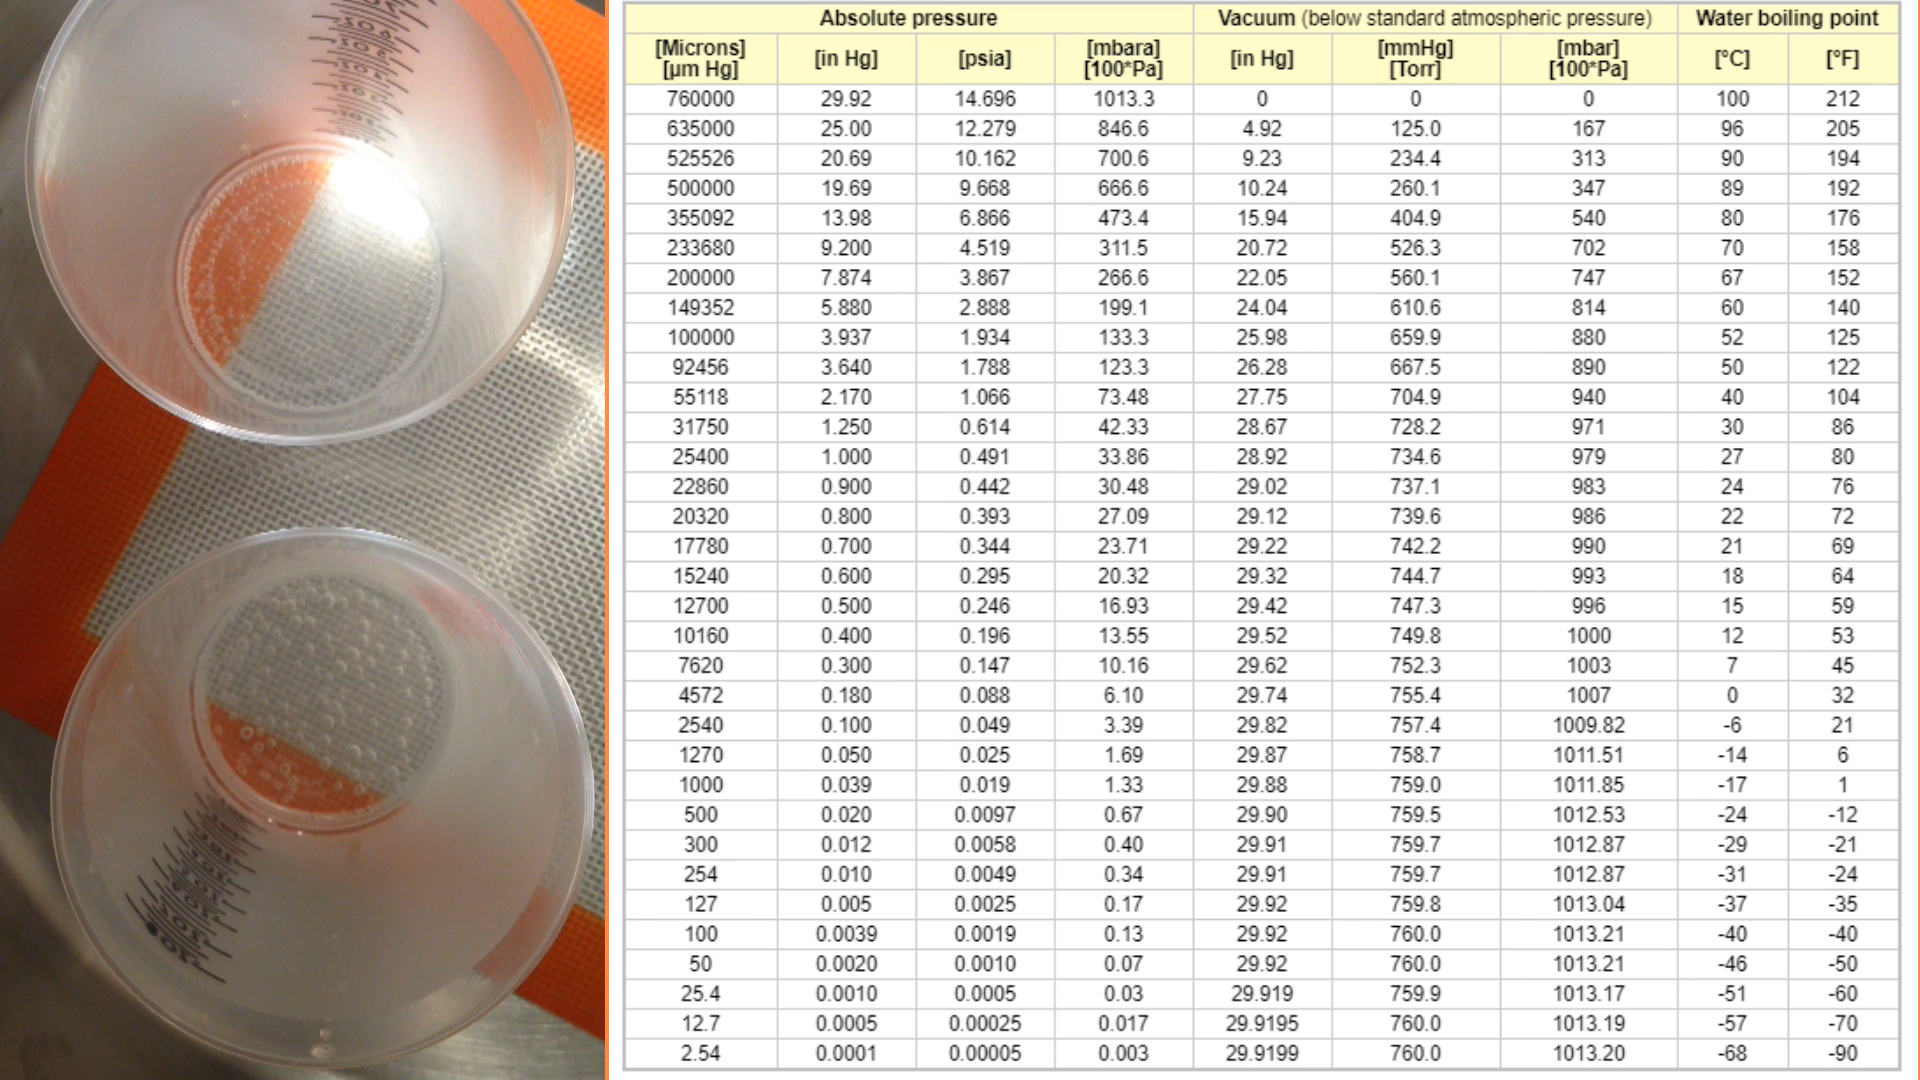 Absolute pressure Vacuum (below standard atmospheric pressure) Water boiling point
[Microns] [in Hg] [psia] [mbara] [in Hg] [mmHg] [mbar] [°C] [°F]
[µm Hg] [100*Pa] [Torr] [100*Pa]
760000 29.92 14.696 1013.3 0 0 0 100 212
635000 25.00 12.279 846.6 4.92 125.0 167 96 205
525526 20.69 10.162 700.6 9.23 234.4 313 90 194
500000 19.69 9.668 666.6 10.24 260.1 347 89 192
355092 13.98 6.866 473.4 15.94 404.9 540 80 176
233680 9.200 4.519 311.5 20.72 526.3 702 70 158
200000 7.874 3.867 266.6 22.05 560.1 747 67 152
149352 5.880 2.888 199.1 24.04 610.6 814 60 140
100000 3.937 1.934 133.3 25.98 659.9 880 52 125
92456 3.640 1.788 123.3 26.28 667.5 890 50 122
55118 2.170 1.066 73.48 27.75 704.9 940 40 104
31750 1.250 0.614 42.33 28.67 728.2 971 30 86
25400 1.000 0.491 33.86 28.92 734.6 979 27 80
22860 0.900 0.442 30.48 29.02 737.1 983 24 76
20320 0.800 0.393 27.09 29.12 739.6 986 22 72
17780 0.700 0.344 23.71 29.22 742.2 990 21 69
15240 0.600 0.295 20.32 29.32 744.7 993 18 64
12700 0.500 0.246 16.93 29.42 747.3 996 15 59
10160 0.400 0.196 13.55 29.52 749.8 1000 12 53
7620 0.300 0.147 10.16 29.62 752.3 1003 7 45
4572 0.180 0.088 6.10 29.74 755.4 1007 0 32
2540 0.100 0.049 3.39 29.82 757.4 1009.82 -6 21
1270 0.050 0.025 1.69 29.87 758.7 1011.51 -14 6
1000 0.039 0.019 1.33 29.88 759.0 1011.85 -17 1
500 0.020 0.0097 0.67 29.90 759.5 1012.53 -24 -12
300 0.012 0.0058 0.40 29.91 759.7 1012.87 -29 -21
254 0.010 0.0049 0.34 29.91 759.7 1012.87 -31 -24
127 0.005 0.0025 0.17 29.92 759.8 1013.04 -37 -35
100 0.0039 0.0019 0.13 29.92 760.0 1013.21 -40 -40
50 0.0020 0.0010 0.07 29.92 760.0 1013.21 -46 -50
25.4 0.0010 0.0005 0.03 29.919 759.9 1013.17 -51 -60
12.7 0.0005 0.00025 0.017 29.9195 760.0 1013.19 -57 -70
2.54 0.0001 0.00005 0.003 29.9199 760.0 1013.20 -68 -90